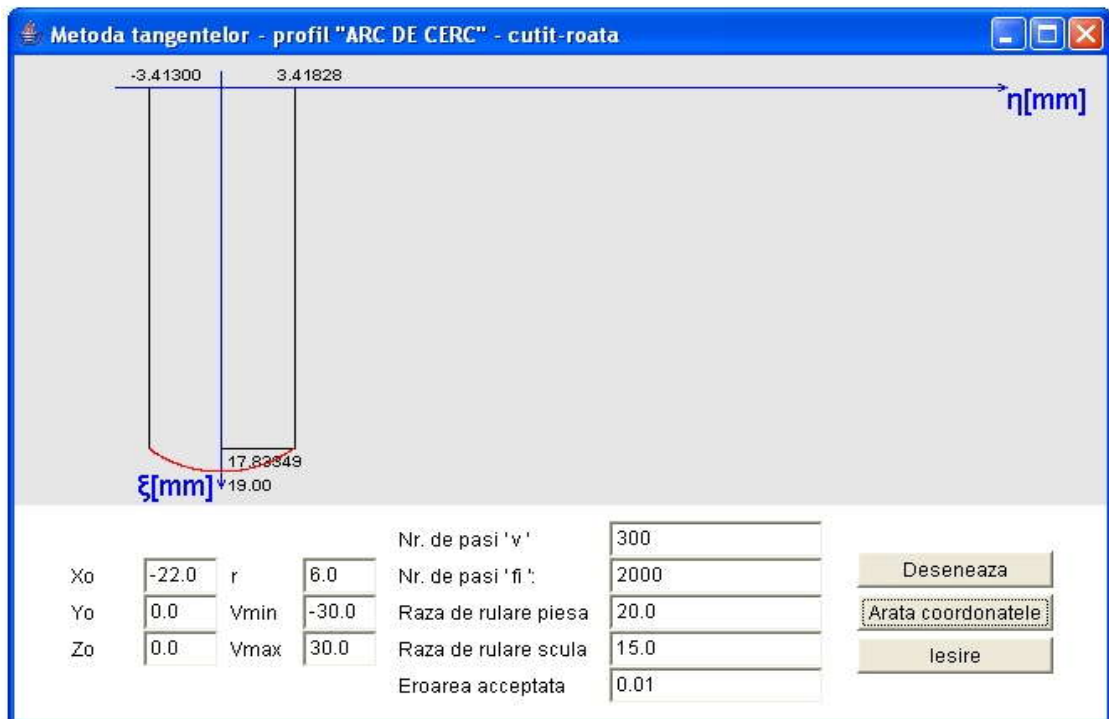 Metoda tangentelor - profil "ARC DE CERC" - cutit-roata
-3.41300
3.41828
η[mm]
17.83349
ξ[mm]
19.00
Nr. de pasi ' v '
300
Xo
-22.0
r
6.0
Nr. de pasi ' fi ':
2000
Deseneaza
Yo
0.0
Vmin
-30.0
Raza de rulare piesa
20.0
Arata coordonatele
Zo
0.0
Vmax
30.0
Raza de rulare scula
15.0
Iesire
Eroarea acceptata
0.01